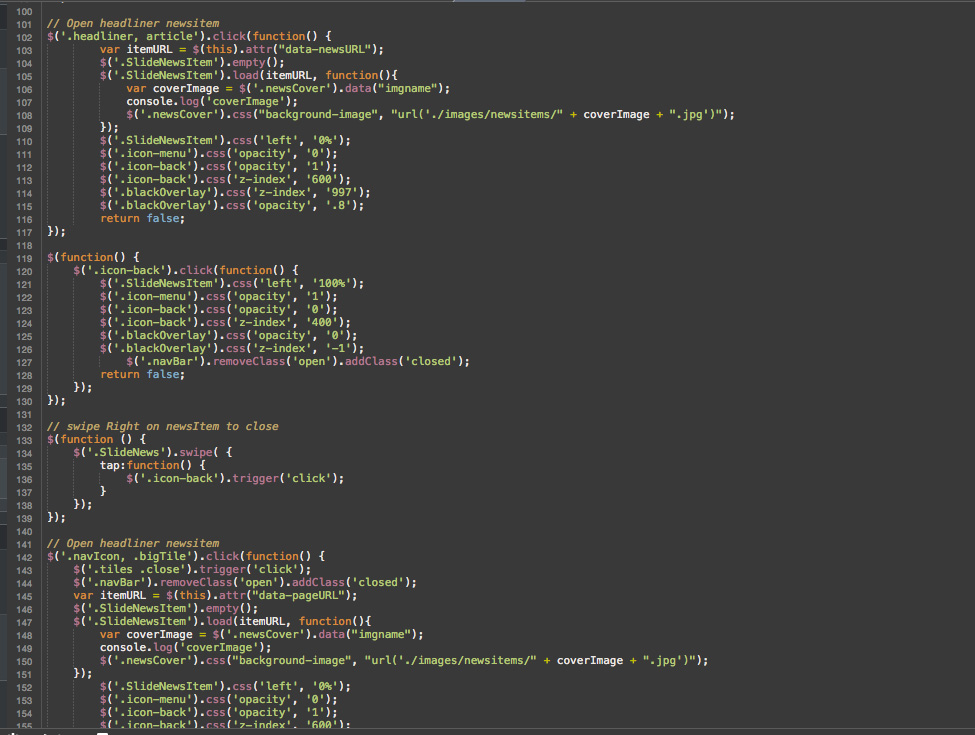 100
101 // Open headliner newsitem
102 $('.headliner, article').click(function() {
103 var itemURL = $(this).attr("data-newsURL");
104 $('.SlideNewsItem').empty();
105 $('.SlideNewsItem').load(itemURL, function(){
106 var coverImage = $('.newsCover').data("imgname");
107 console.log('coverImage');
108 $('.newsCover').css("background-image", "url('./images/newsitems/" + coverImage + ".jpg')");
109 });
110 $('.SlideNewsItem').css('left', '0%');
111 $('.icon-menu').css('opacity', '0');
112 $('.icon-back').css('opacity', '1');
113 $('.icon-back').css('z-index', '600');
114 $('.blackOverlay').css('z-index', '997');
115 $('.blackOverlay').css('opacity', '.8');
116 return false;
117 });
118
119 $(function() {
120 $('.icon-back').click(function() {
121 $('.SlideNewsItem').css('left', '100%');
122 $('.icon-menu').css('opacity', '1');
123 $('.icon-back').css('opacity', '0');
124 $('.icon-back').css('z-index', '400');
125 $('.blackOverlay').css('opacity', '0');
126 $('.blackOverlay').css('z-index', '-1');
127 $('.navBar').removeClass('open').addClass('closed');
128 return false;
129 });
130 });
131
132 // swipe Right on newsItem to close
133 $(function () {
134 $('.SlideNews').swipe( {
135 tap:function() {
136 $('.icon-back').trigger('click');
137 }
138 });
139 });
140
141 // Open headliner newsitem
142 $('.navIcon, .bigTile').click(function() {
143 $('.tiles .close').trigger('click');
144 $('.navBar').removeClass('open').addClass('closed');
145 var itemURL = $(this).attr("data-pageURL");
146 $('.SlideNewsItem').empty();
147 $('.SlideNewsItem').load(itemURL, function(){
148 var coverImage = $('.newsCover').data("imgname");
149 console.log('coverImage');
150 $('.newsCover').css("background-image", "url('./images/newsitems/" + coverImage + ".jpg')");
151 });
152 $('.SlideNewsItem').css('left', '0%');
153 $('.icon-menu').css('opacity', '0');
154 $('.icon-back').css('opacity', '1');
155 $('.icon-back').css('z-index', '600');